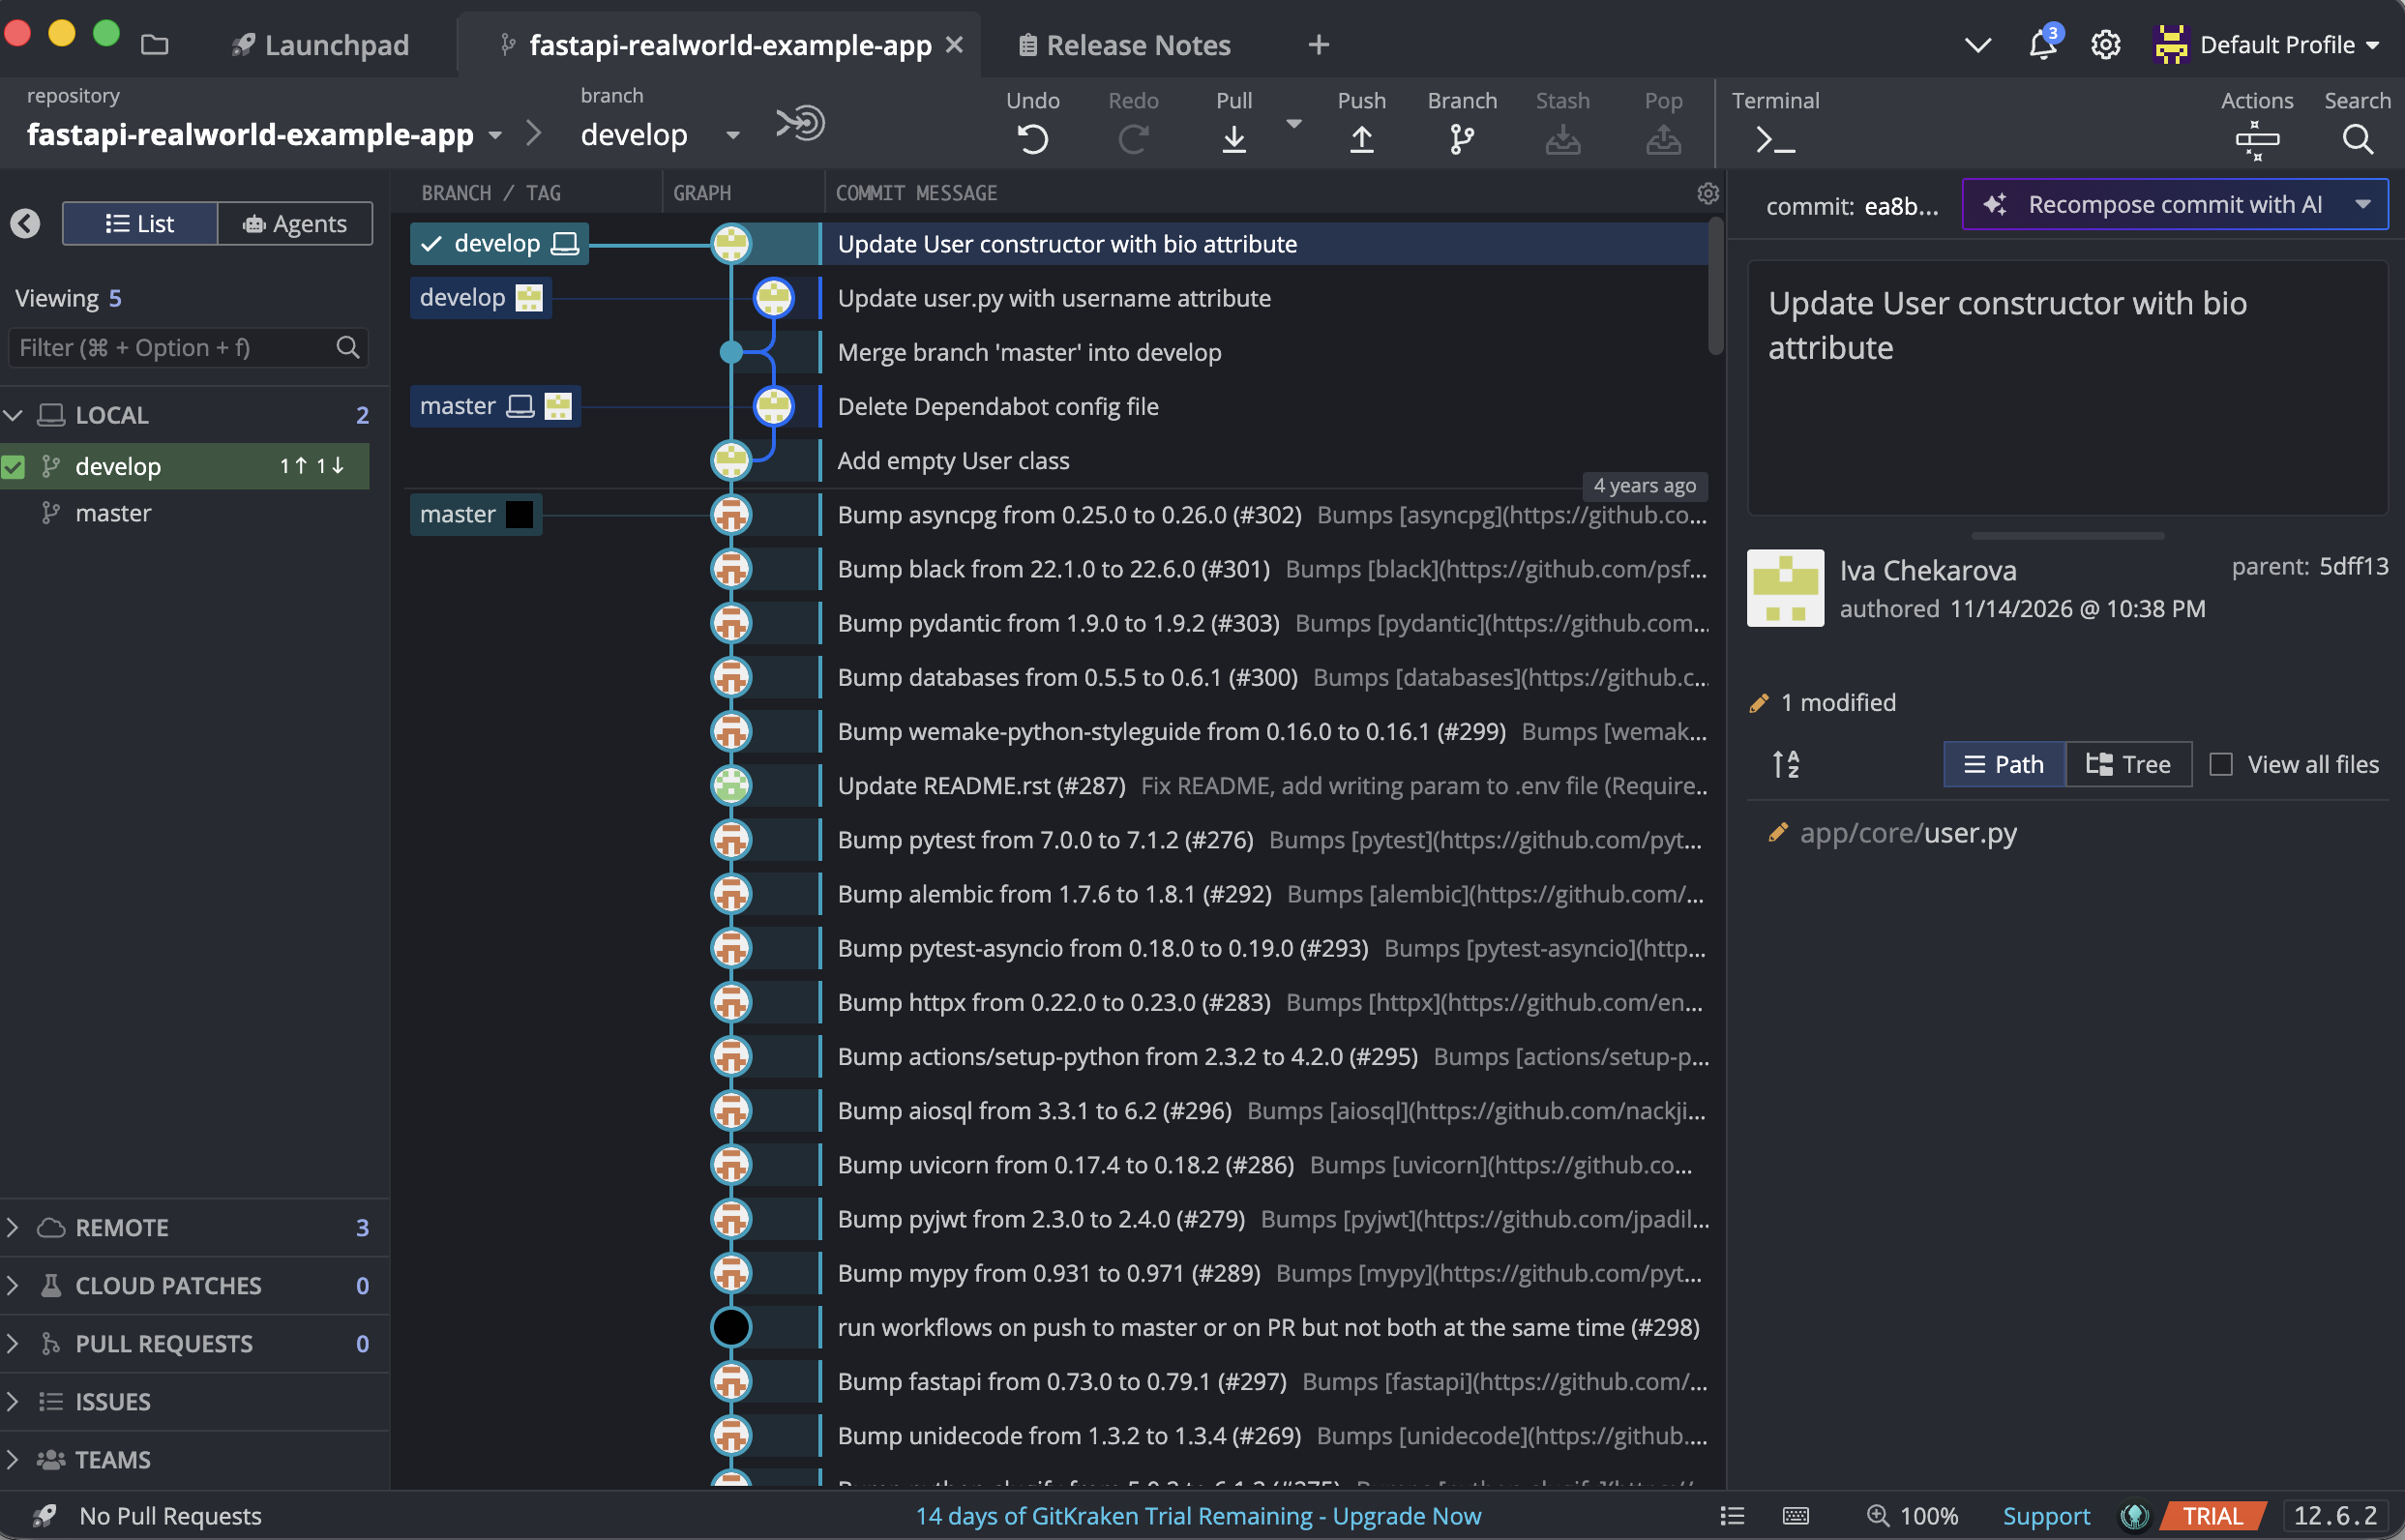 Launchpad
fastapi-realworld-example-app
Release Notes
3
Default Profile
repository
fastapi-realworld-example-app
branch
develop
Undo
Redo
Pull
Push
Branch
Stash
Pop
Terminal
Actions
Search
List
Agents
Viewing 5
Filter (⌘ + Option + f)
LOCAL 2
develop 1↑ 1↓
master
REMOTE 3
CLOUD PATCHES 0
PULL REQUESTS 0
ISSUES
TEAMS
BRANCH / TAG GRAPH COMMIT MESSAGE
develop Update User constructor with bio attribute
develop Update user.py with username attribute
Merge branch 'master' into develop
master Delete Dependabot config file
Add empty User class
4 years ago
master Bump asyncpg from 0.25.0 to 0.26.0 (#302) Bumps [asyncpg](https://github.co...
Bump black from 22.1.0 to 22.6.0 (#301) Bumps [black](https://github.com/psf...
Bump pydantic from 1.9.0 to 1.9.2 (#303) Bumps [pydantic](https://github.com...
Bump databases from 0.5.5 to 0.6.1 (#300) Bumps [databases](https://github.c...
Bump wemake-python-styleguide from 0.16.0 to 0.16.1 (#299) Bumps [wemak...
Update README.rst (#287) Fix README, add writing param to .env file (Require...
Bump pytest from 7.0.0 to 7.1.2 (#276) Bumps [pytest](https://github.com/pyt...
Bump alembic from 1.7.6 to 1.8.1 (#292) Bumps [alembic](https://github.com/...
Bump pytest-asyncio from 0.18.0 to 0.19.0 (#293) Bumps [pytest-asyncio](http...
Bump httpx from 0.22.0 to 0.23.0 (#283) Bumps [httpx](https://github.com/en...
Bump actions/setup-python from 2.3.2 to 4.2.0 (#295) Bumps [actions/setup-p...
Bump aiosql from 3.3.1 to 6.2 (#296) Bumps [aiosql](https://github.com/nackji...
Bump uvicorn from 0.17.4 to 0.18.2 (#286) Bumps [uvicorn](https://github.co...
Bump pyjwt from 2.3.0 to 2.4.0 (#279) Bumps [pyjwt](https://github.com/jpadil...
Bump mypy from 0.931 to 0.971 (#289) Bumps [mypy](https://github.com/pyt...
run workflows on push to master or on PR but not both at the same time (#298)
Bump fastapi from 0.73.0 to 0.79.1 (#297) Bumps [fastapi](https://github.com/...
Bump unidecode from 1.3.2 to 1.3.4 (#269) Bumps [unidecode](https://github....
commit: ea8b...
Recompose commit with AI
Update User constructor with bio
attribute
Iva Chekarova
parent: 5dff13
authored 11/14/2026 @ 10:38 PM
1 modified
Path
Tree
View all files
app/core/user.py
No Pull Requests
14 days of GitKraken Trial Remaining - Upgrade Now
100%
Support
TRIAL
12.6.2